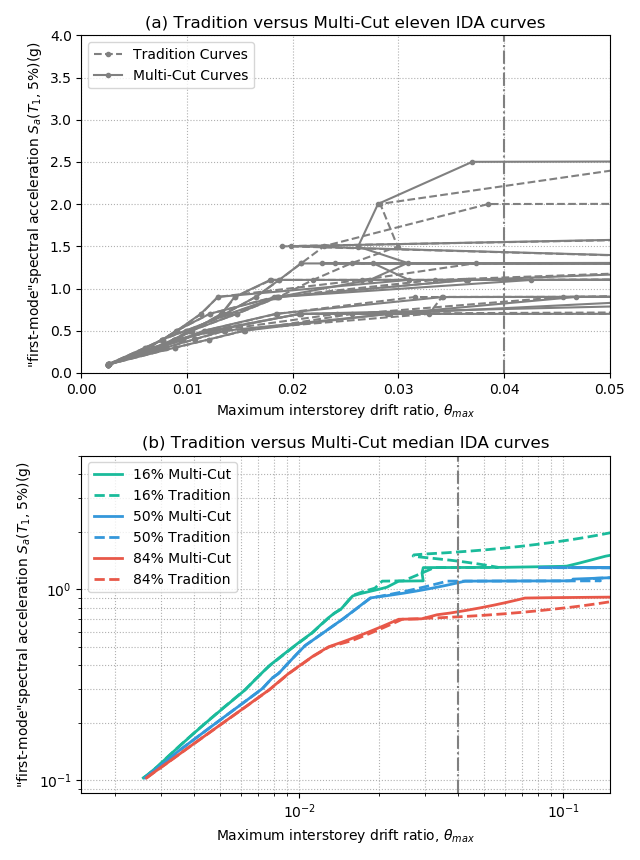 (a) Tradition versus Multi-Cut eleven IDA curves
"first-mode"spectral acceleration Sₐ(T₁, 5%)(g)
4.0
3.5
3.0
2.5
2.0
1.5
1.0
0.5
0.0
Tradition Curves
Multi-Cut Curves
0.00 0.01 0.02 0.03 0.04 0.05
Maximum interstorey drift ratio, θₘₐₓ
(b) Tradition versus Multi-Cut median IDA curves
"first-mode"spectral acceleration Sₐ(T₁, 5%)(g)
10⁰
10⁻¹
16% Multi-Cut
16% Tradition
50% Multi-Cut
50% Tradition
84% Multi-Cut
84% Tradition
10⁻² 10⁻¹
Maximum interstorey drift ratio, θₘₐₓ